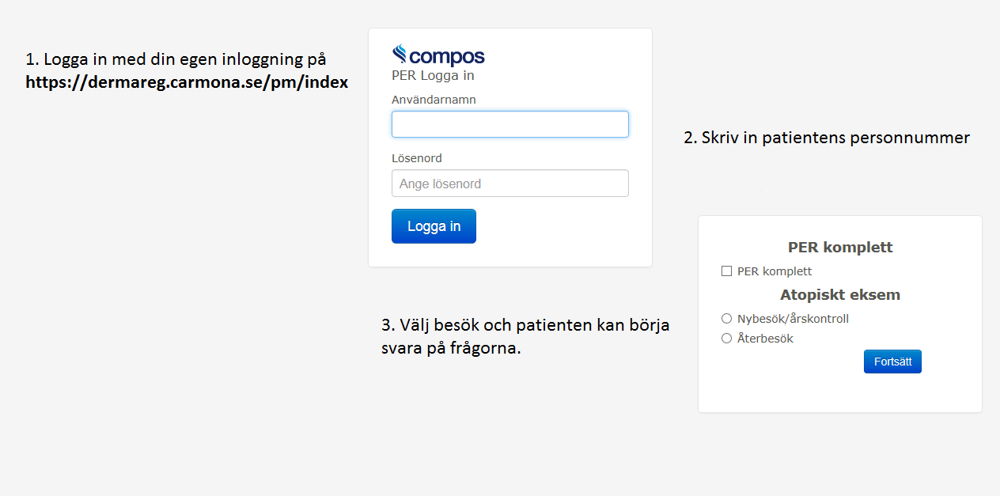 1. Logga in med din egen inloggning på
https://dermareg.carmona.se/pm/index
compos
PER Logga in
Användarnamn
Lösenord
Ange lösenord
Logga in
2. Skriv in patientens personnummer
PER komplett
PER komplett
Atopiskt eksem
Nybesök/årskontroll
Återbesök
Fortsätt
3. Välj besök och patienten kan börja
svara på frågorna.